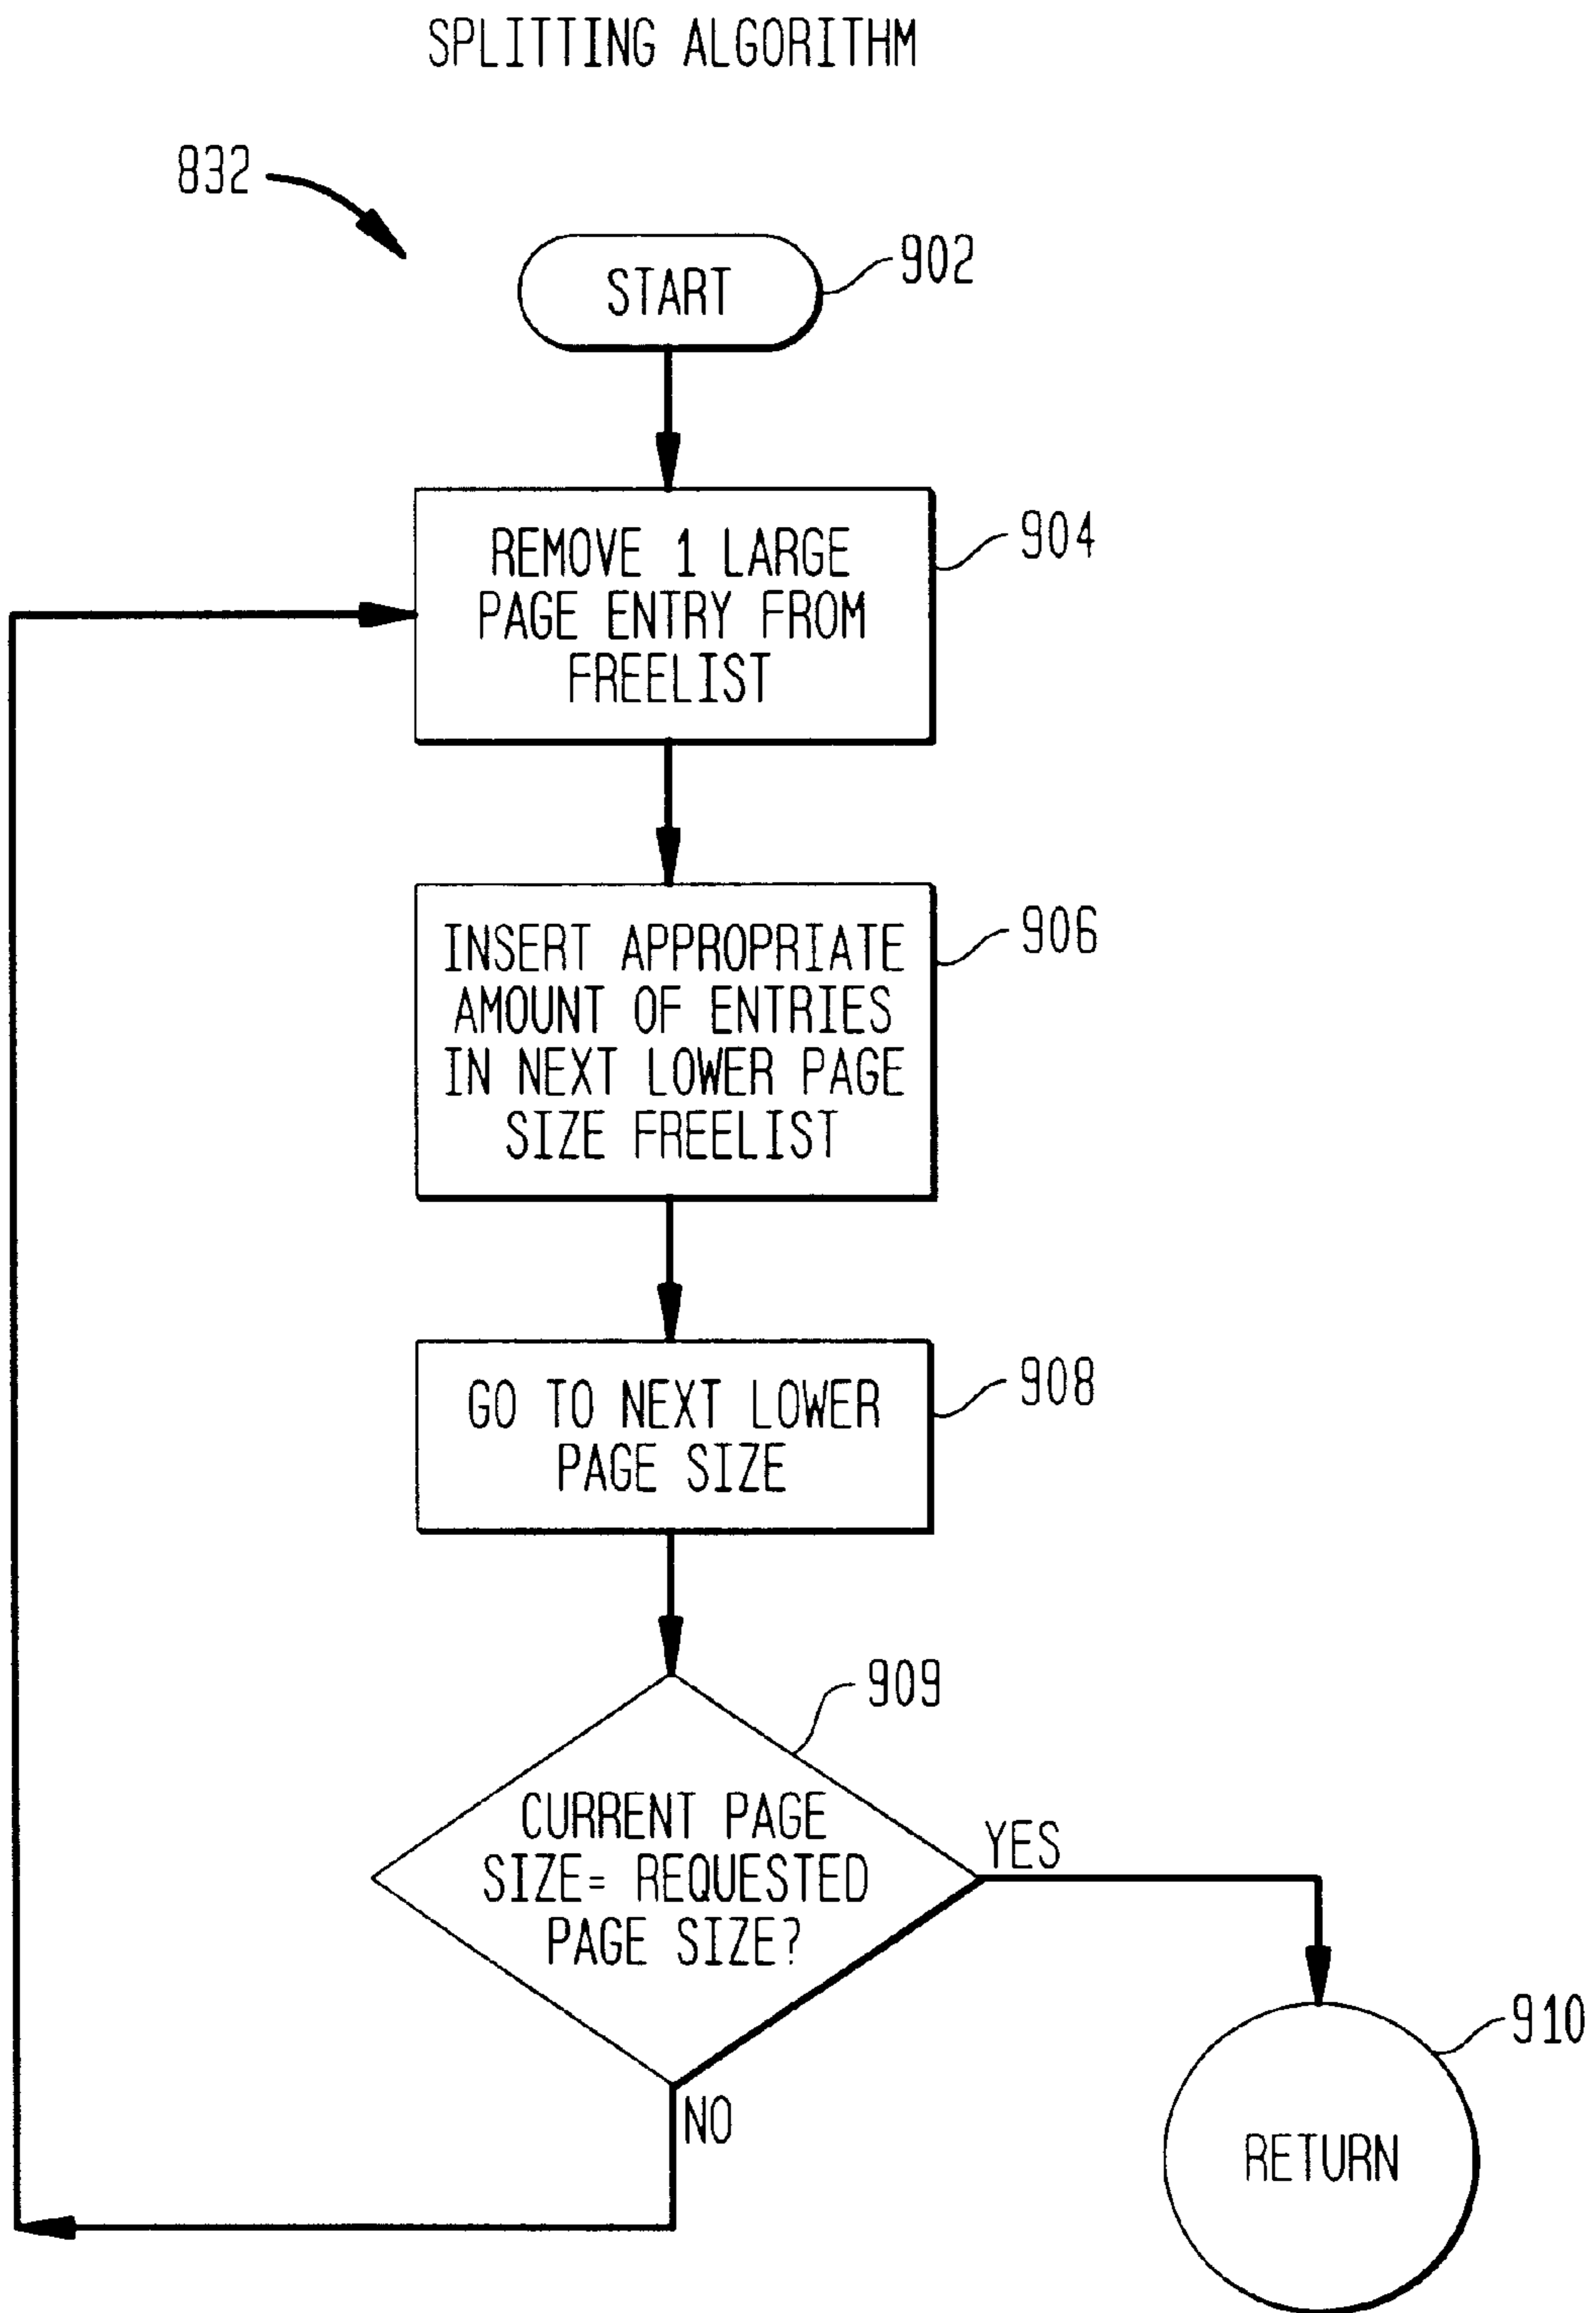 SPLITTING ALGORITHM
832
START
902
REMOVE 1 LARGE
PAGE ENTRY FROM
FREELIST
904
INSERT APPROPRIATE
AMOUNT OF ENTRIES
IN NEXT LOWER PAGE
SIZE FREELIST
906
GO TO NEXT LOWER
PAGE SIZE
908
909
CURRENT PAGE
SIZE= REQUESTED
PAGE SIZE?
YES
NO
910
RETURN